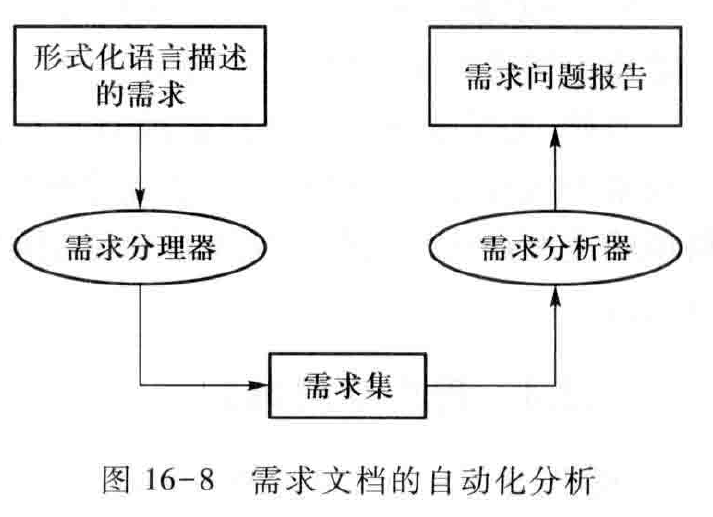 形式化语言描述
的需求
需求问题报告
需求分理器
需求分析器
需求集
图 16-8 需求文档的自动化分析